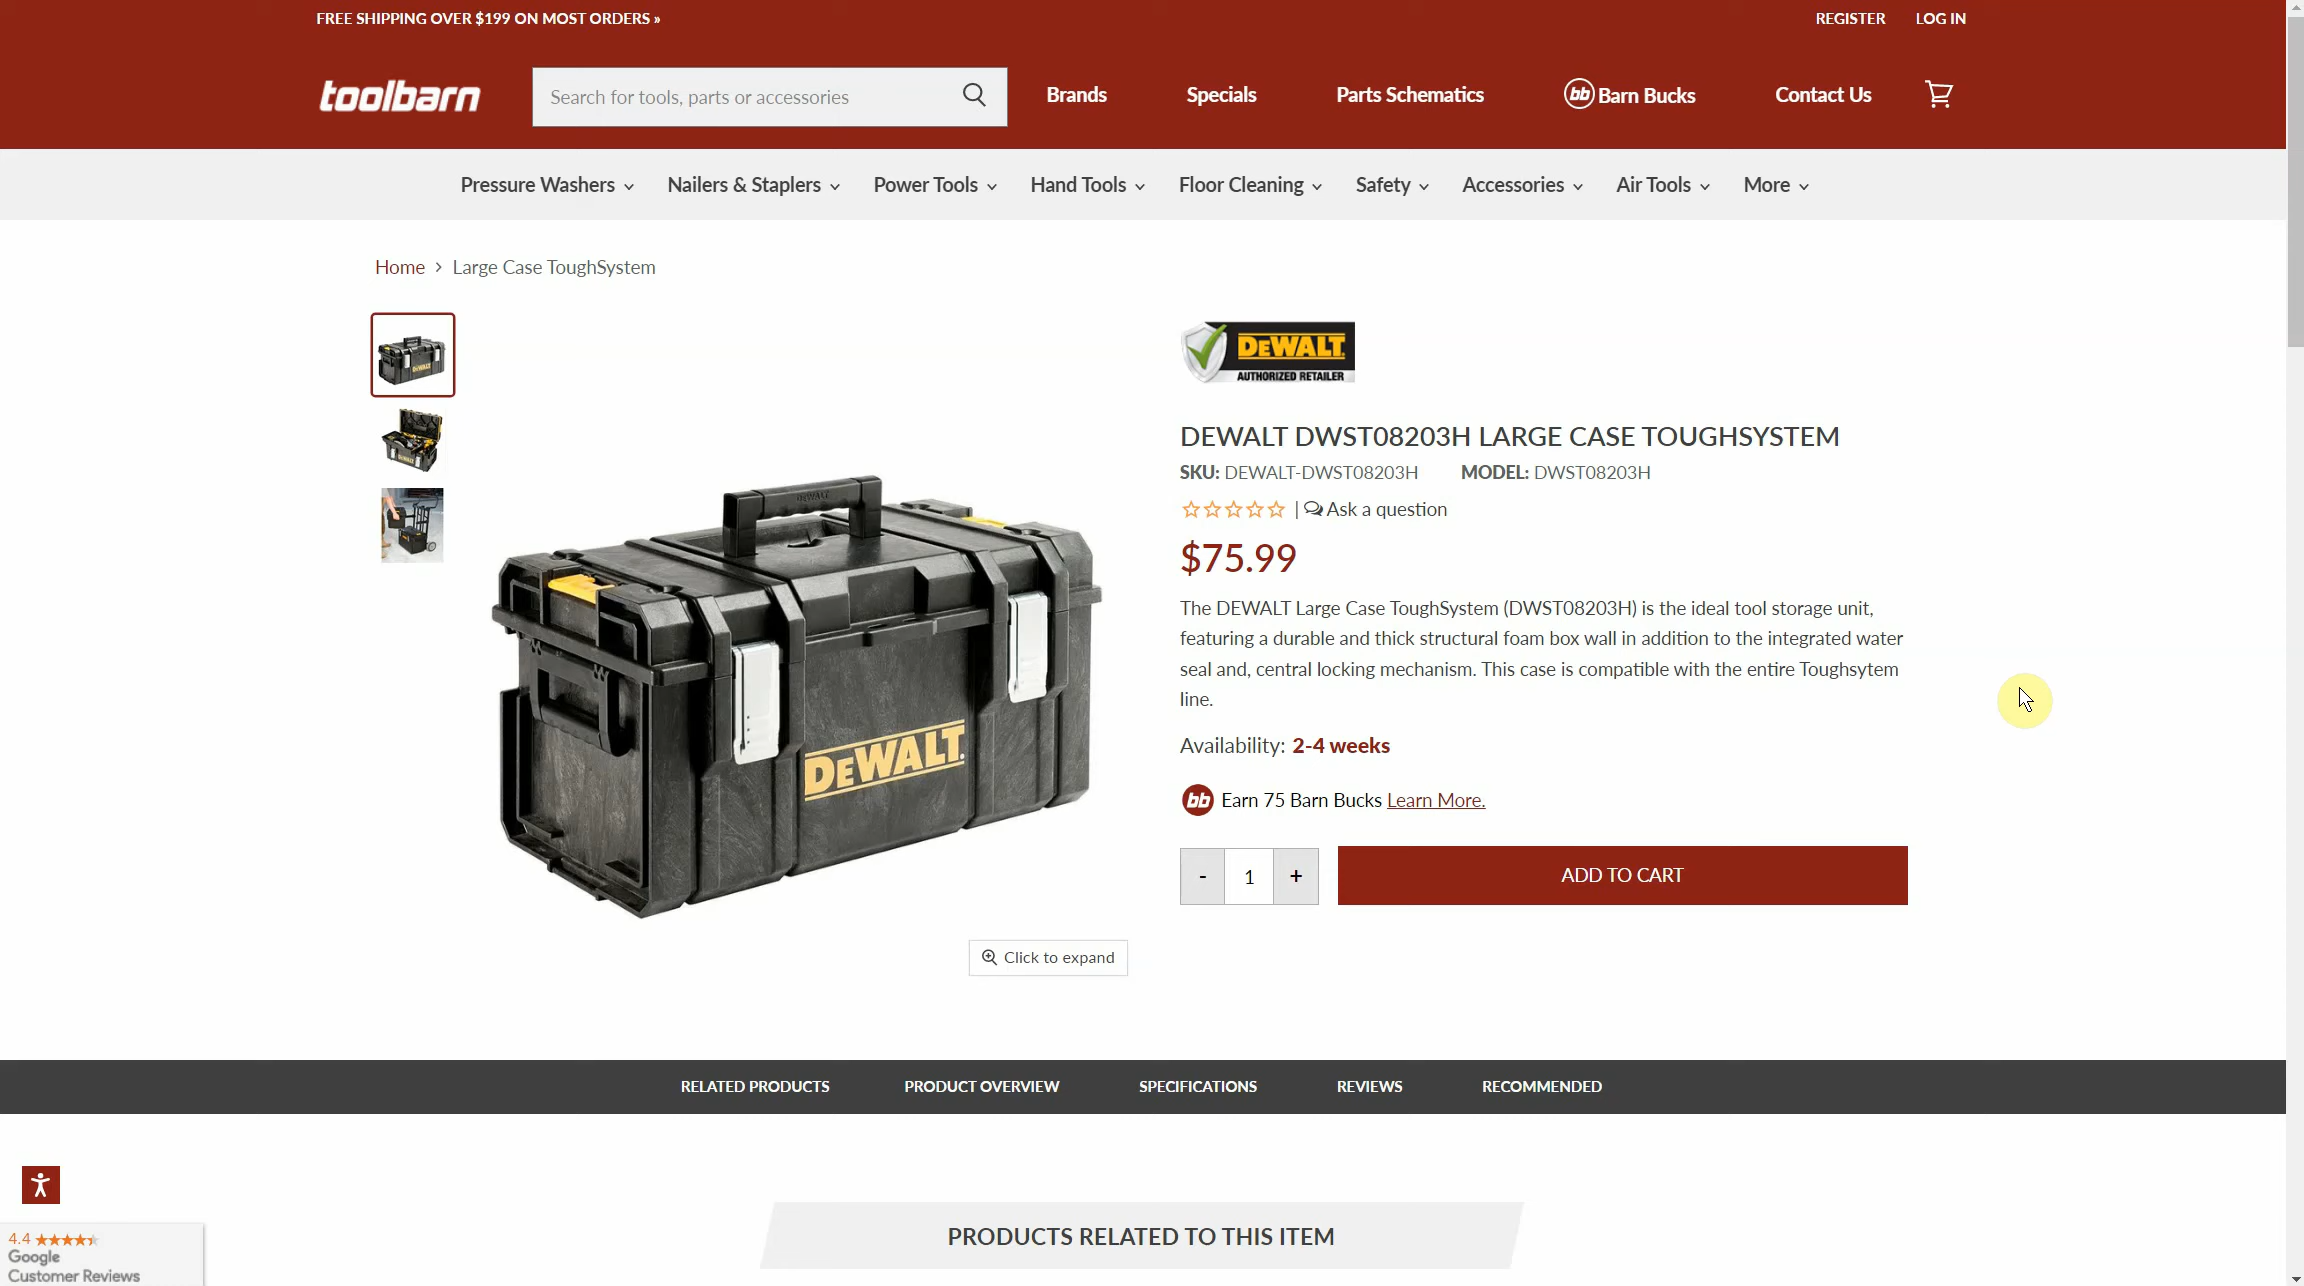 FREE SHIPPING OVER $199 ON MOST ORDERS »
REGISTER
LOG IN
toolbarn
Search for tools, parts or accessories
Brands
Specials
Parts Schematics
bb Barn Bucks
Contact Us
Pressure Washers
Nailers & Staplers
Power Tools
Hand Tools
Floor Cleaning
Safety
Accessories
Air Tools
More
Home > Large Case ToughSystem
DEWALT
AUTHORIZED RETAILER
DEWALT DWST08203H LARGE CASE TOUGHSYSTEM
SKU: DEWALT-DWST08203H MODEL: DWST08203H
| Ask a question
$75.99
The DEWALT Large Case ToughSystem (DWST08203H) is the ideal tool storage unit,
featuring a durable and thick structural foam box wall in addition to the integrated water
seal and, central locking mechanism. This case is compatible with the entire Toughsytem
line.
Availability: 2-4 weeks
bb Earn 75 Barn Bucks Learn More.
- 1 +
ADD TO CART
DEWALT
DEWALT
DEWALT
Click to expand
RELATED PRODUCTS
PRODUCT OVERVIEW
SPECIFICATIONS
REVIEWS
RECOMMENDED
PRODUCTS RELATED TO THIS ITEM
4.4
Google
Customer Reviews